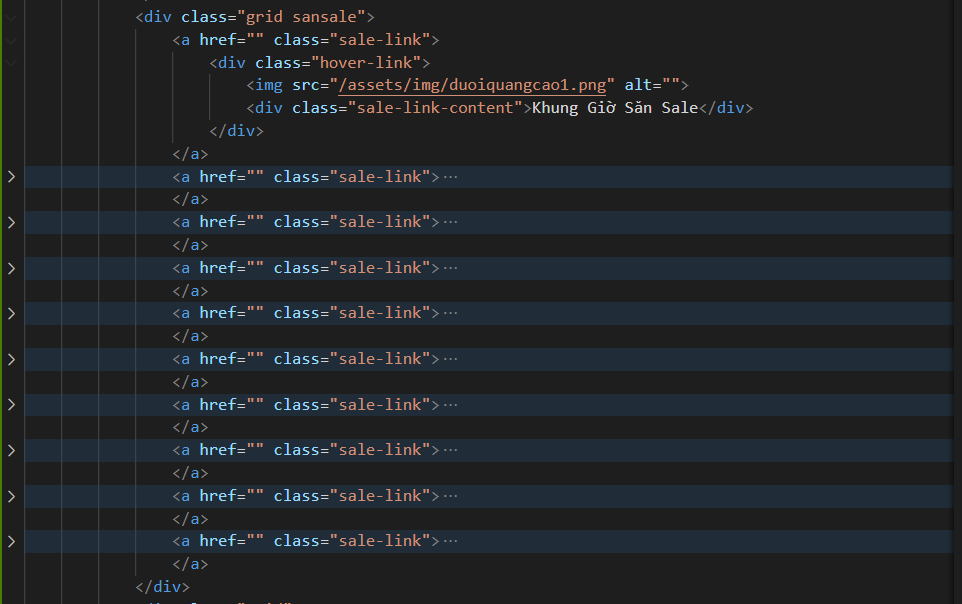 <div class="grid sansale">
<a href="" class="sale-link">
<div class="hover-link">
<img src="/assets/img/duoiquangcao1.png" alt="">
<div class="sale-link-content">Khung Giờ Săn Sale</div>
</div>
</a>
<a href="" class="sale-link">···
</a>
<a href="" class="sale-link">···
</a>
<a href="" class="sale-link">···
</a>
<a href="" class="sale-link">···
</a>
<a href="" class="sale-link">···
</a>
<a href="" class="sale-link">···
</a>
<a href="" class="sale-link">···
</a>
<a href="" class="sale-link">···
</a>
<a href="" class="sale-link">···
</a>
</div>